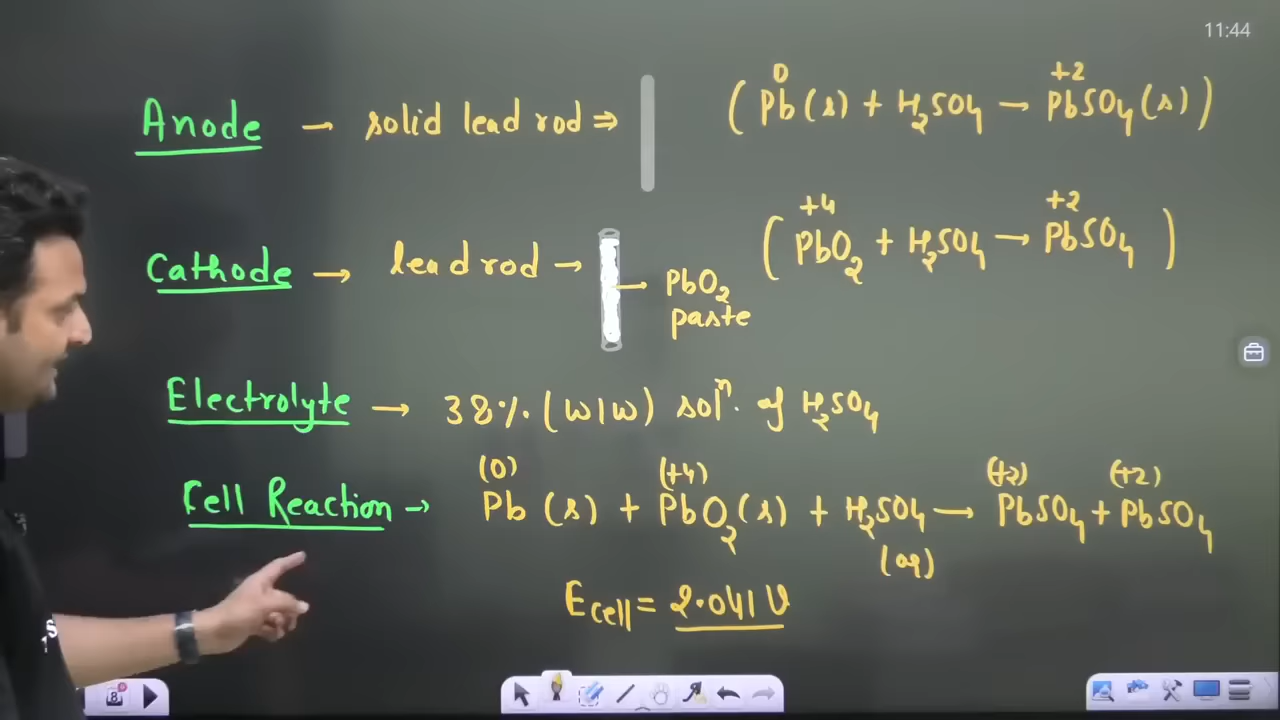 11:44
Anode → solid lead rod ⇒ (Pb(s) + H₂SO₄ → PbSO₄(s))
0 +2
Cathode → lead rod → (PbO₂ + H₂SO₄ → PbSO₄)
+4 +2
→ PbO₂
paste
Electrolyte → 38%. (w/w) solⁿ. of H₂SO₄
(0) (+4) (+2) (+2)
Cell Reaction → Pb (s) + PbO₂(s) + H₂SO₄ → PbSO₄ + PbSO₄
(aq)
Ecell = 2.041 V
8